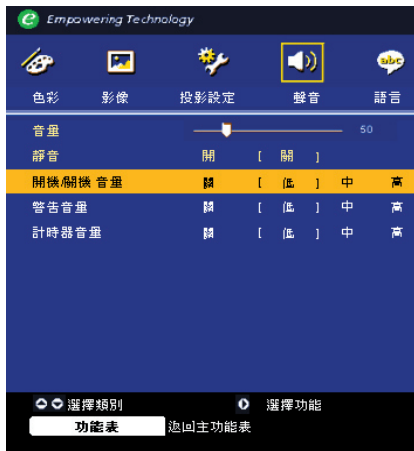 Empowering Technology
abc
色彩 影像 投影設定 聲音 語言
音量 50
靜音 開 [ 關 ]
開機/關機 音量 關 [ 低 ] 中 高
警告音量 關 [ 低 ] 中 高
計時器音量 關 [ 低 ] 中 高
選擇類別 選擇功能
功能表 返回主功能表